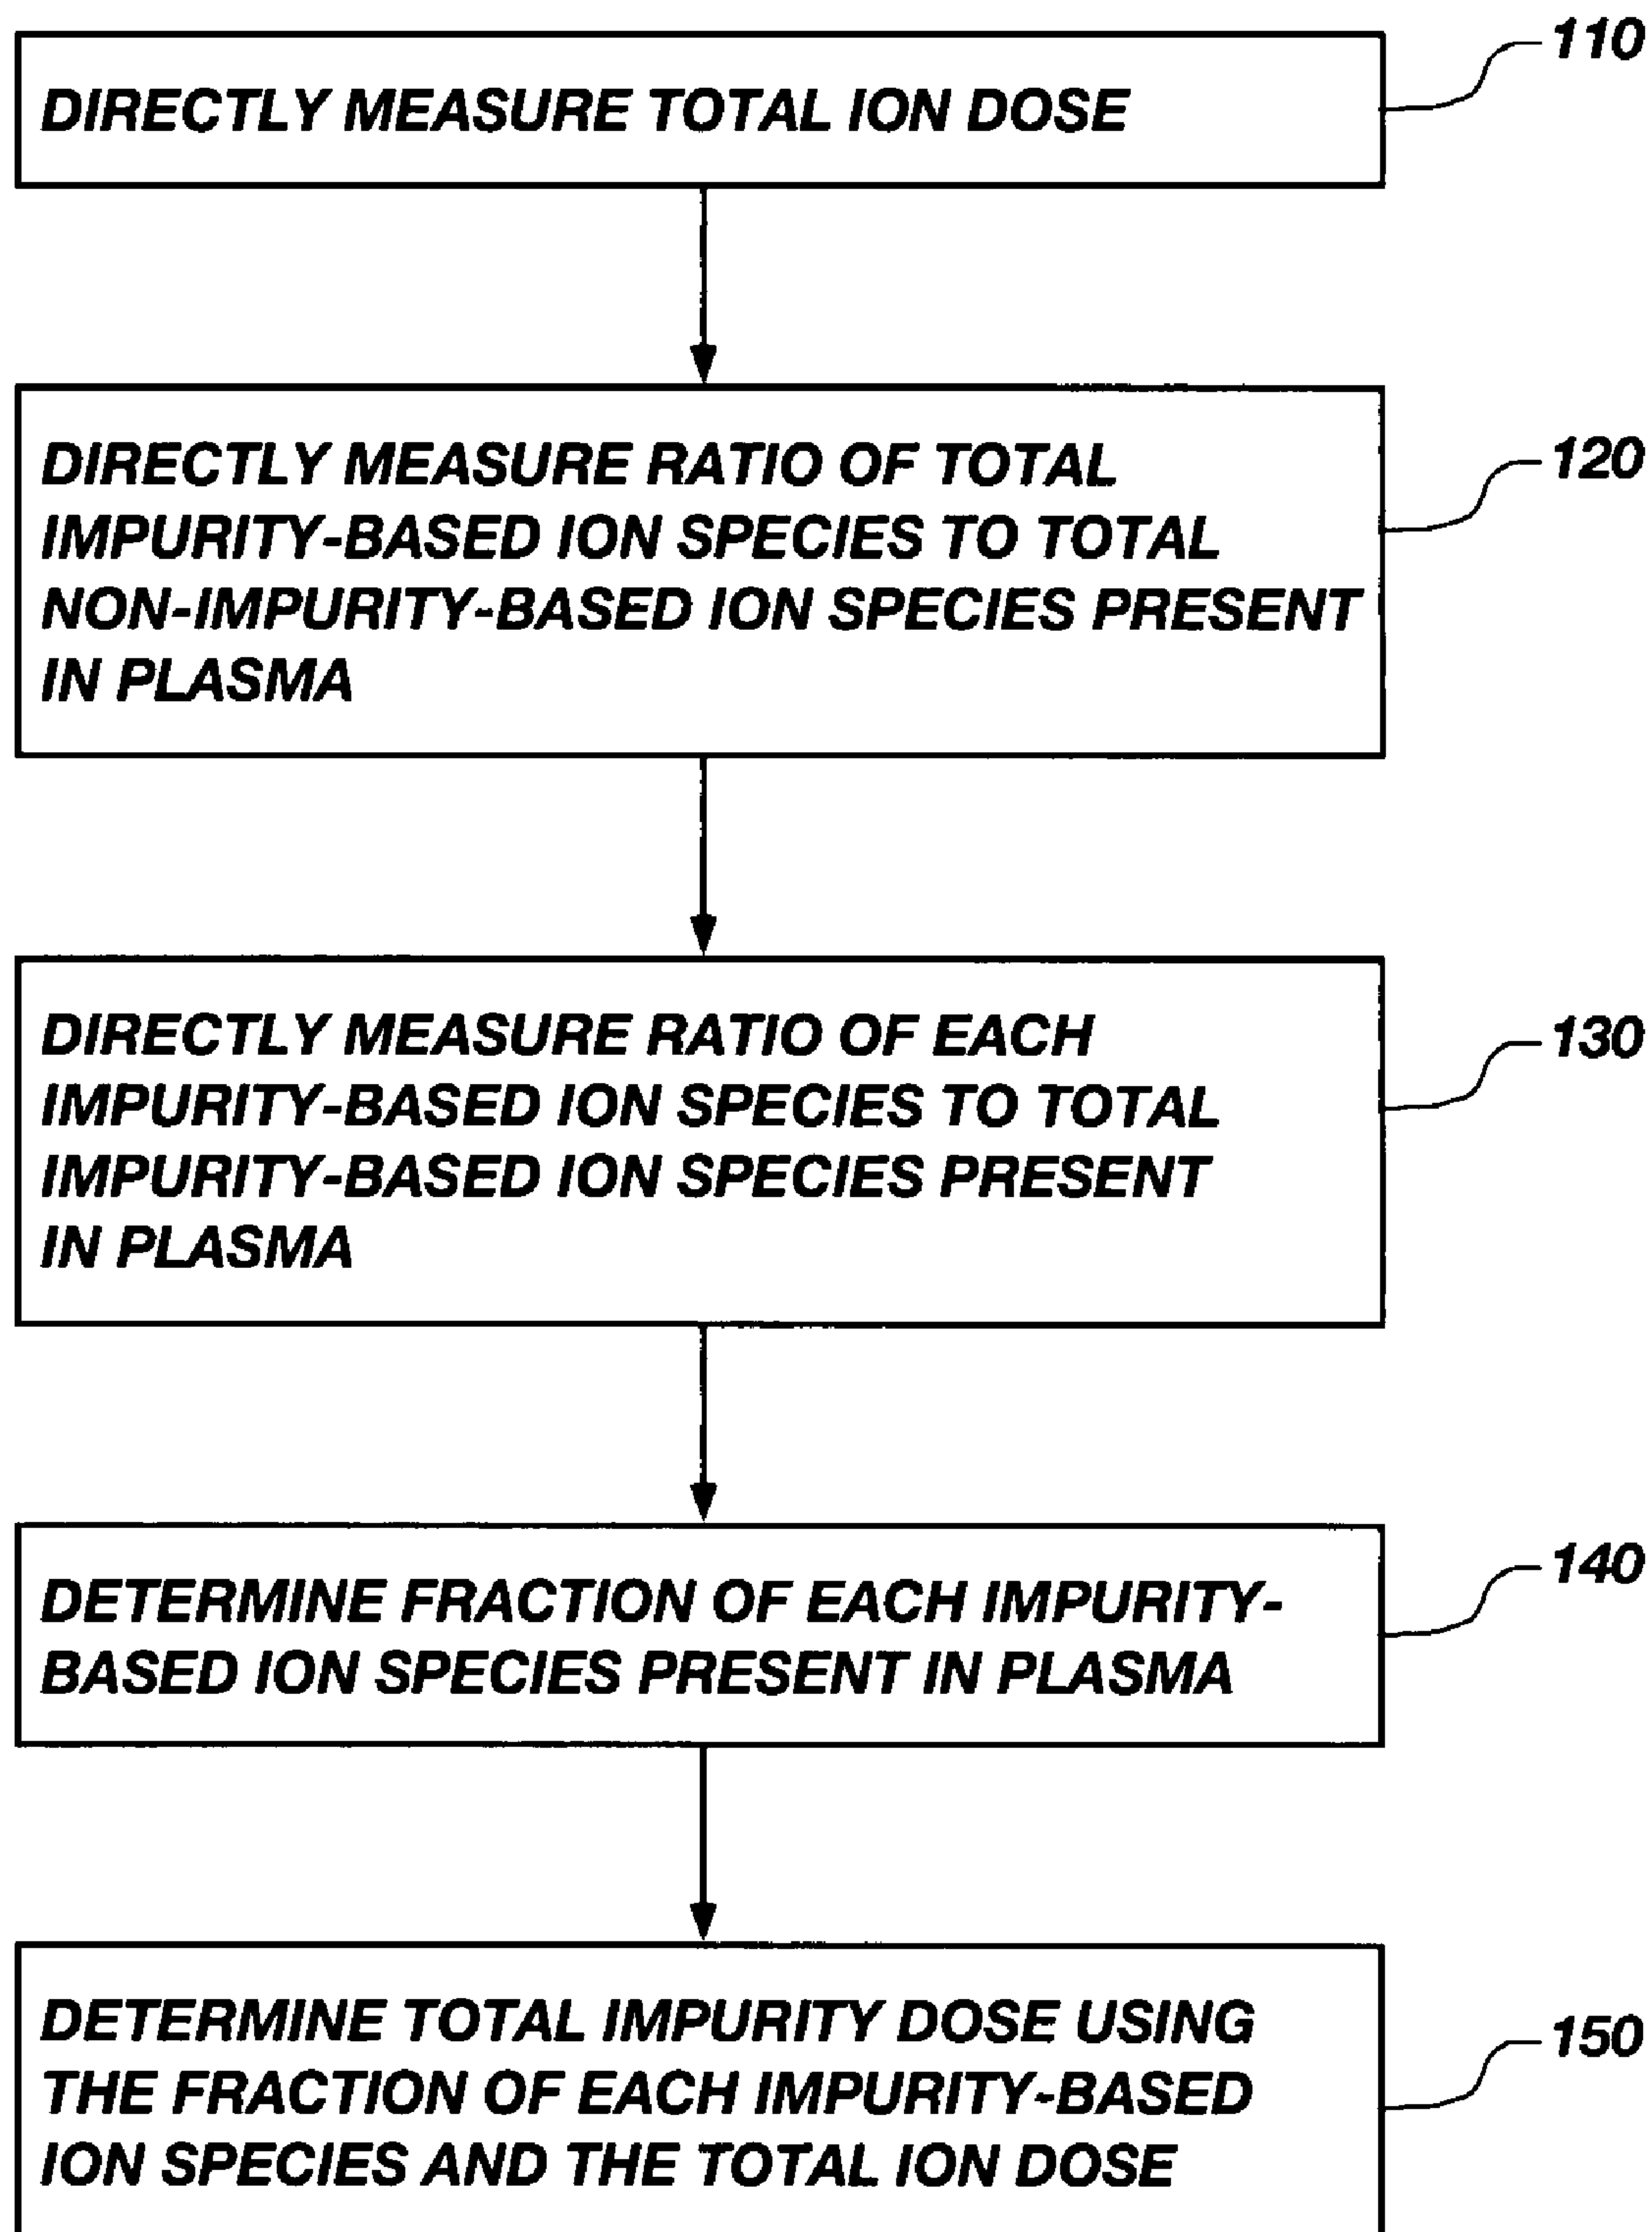 110
DIRECTLY MEASURE TOTAL ION DOSE
120
DIRECTLY MEASURE RATIO OF TOTAL
IMPURITY-BASED ION SPECIES TO TOTAL
NON-IMPURITY-BASED ION SPECIES PRESENT
IN PLASMA
130
DIRECTLY MEASURE RATIO OF EACH
IMPURITY-BASED ION SPECIES TO TOTAL
IMPURITY-BASED ION SPECIES PRESENT
IN PLASMA
140
DETERMINE FRACTION OF EACH IMPURITY-
BASED ION SPECIES PRESENT IN PLASMA
150
DETERMINE TOTAL IMPURITY DOSE USING
THE FRACTION OF EACH IMPURITY-BASED
ION SPECIES AND THE TOTAL ION DOSE